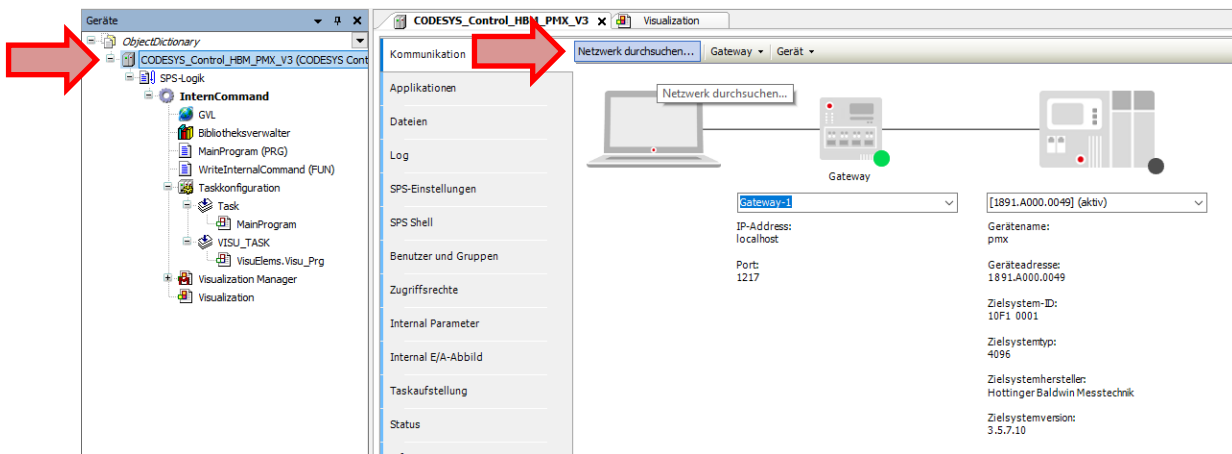 Geräte
ObjectDictionary
CODESYS_Control_HBM_PMX_V3 (CODESYS Cont
SPS-Logik
InternCommand
GVL
Bibliotheksverwalter
MainProgram (PRG)
WriteInternalCommand (FUN)
Taskkonfiguration
Task
MainProgram
VISU_TASK
VisuElems.Visu_Prg
Visualization Manager
Visualization
CODESYS_Control_HBM_PMX_V3
Visualization
Kommunikation
Applikationen
Dateien
Log
SPS-Einstellungen
SPS Shell
Benutzer und Gruppen
Zugriffsrechte
Internal Parameter
Internal E/A-Abbild
Taskaufstellung
Status
Netzwerk durchsuchen...
Gateway
Gerät
Netzwerk durchsuchen...
Gateway
Gateway-1
IP-Address:
localhost
Port:
1217
[1891.A000.0049] (aktiv)
Gerätename:
pmx
Geräteadresse:
1891.A000.0049
Zielsystem-ID:
10F1 0001
Zielsystemtyp:
4096
Zielsystemhersteller:
Hottinger Baldwin Messtechnik
Zielsystemversion:
3.5.7.10